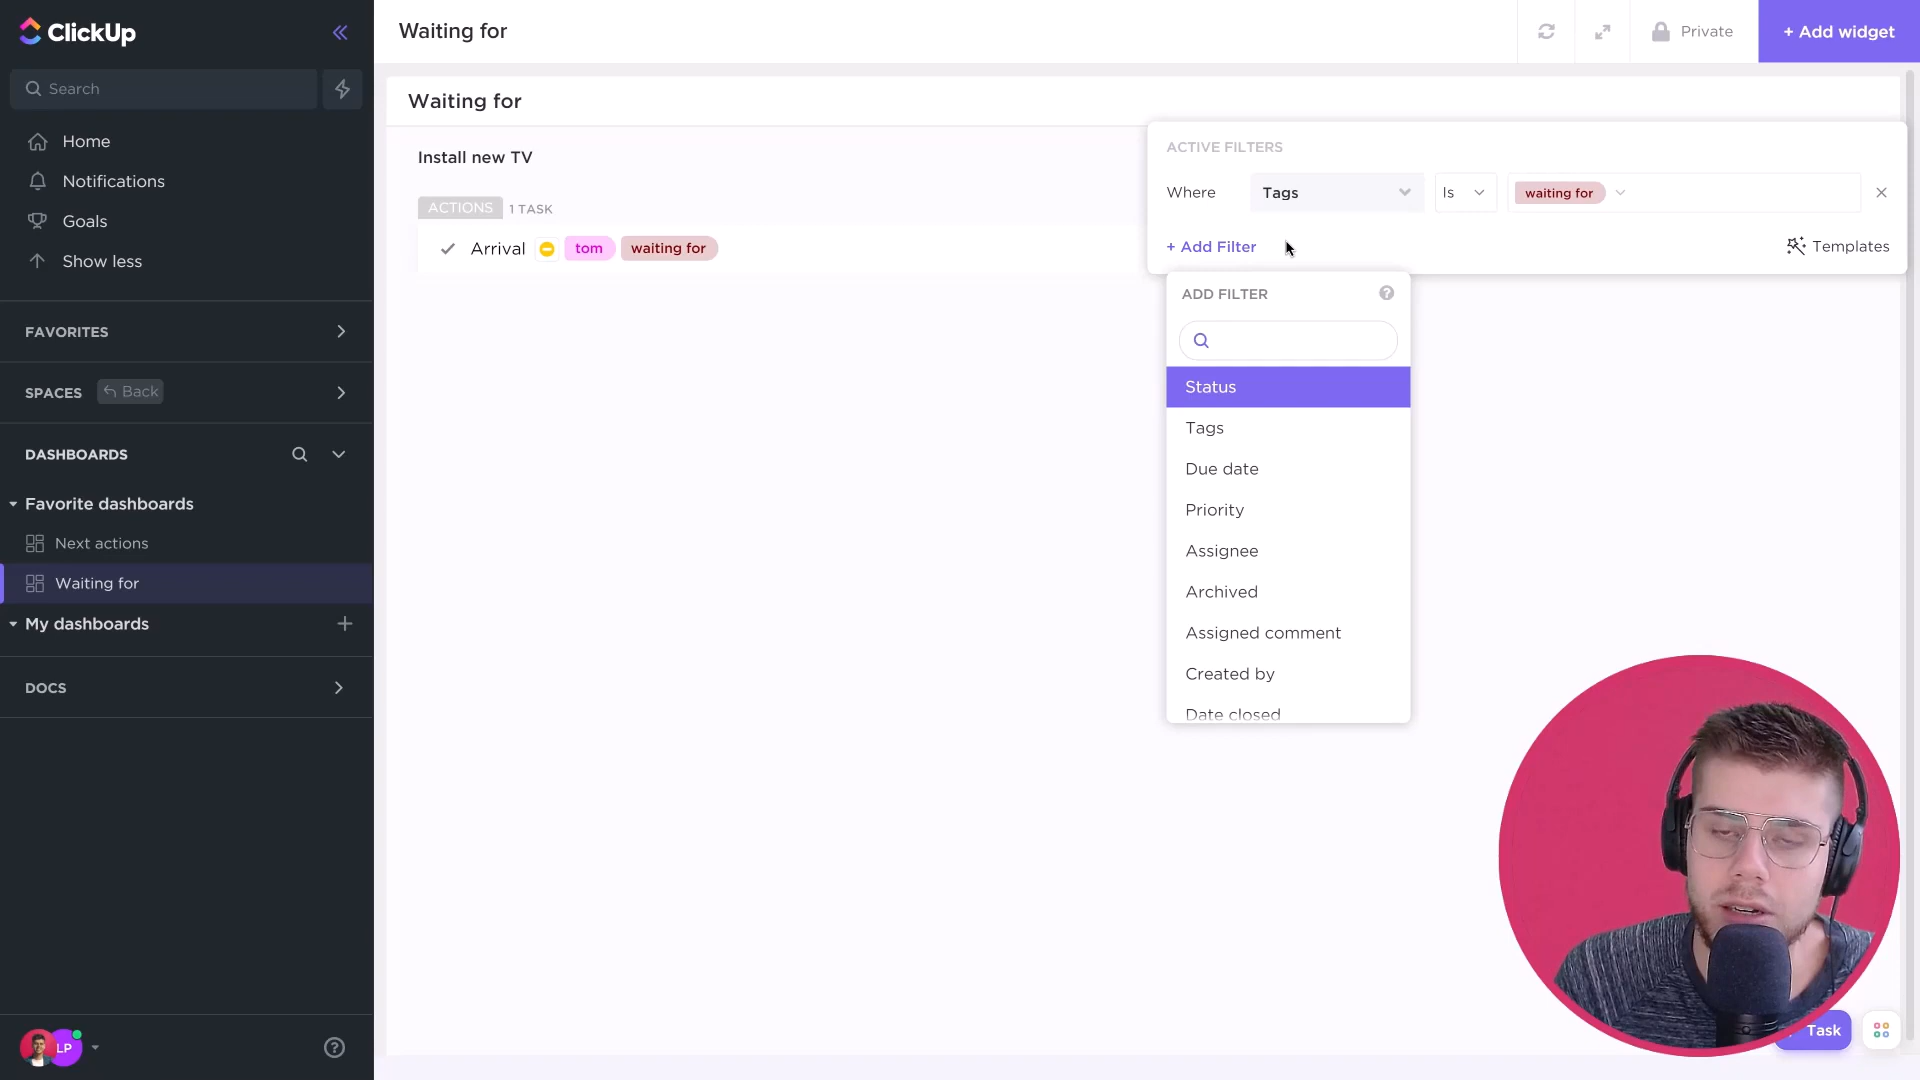 ClickUp
Search
Home
Notifications
Goals
Show less
FAVORITES
SPACES Back
DASHBOARDS
Favorite dashboards
Next actions
Waiting for
My dashboards
DOCS
LP
Waiting for
Private
+ Add widget
Waiting for
Install new TV
ACTIONS 1 TASK
Arrival tom waiting for
ACTIVE FILTERS
Where Tags Is waiting for
+ Add Filter Templates
ADD FILTER
Status
Tags
Due date
Priority
Assignee
Archived
Assigned comment
Created by
Date closed
Task